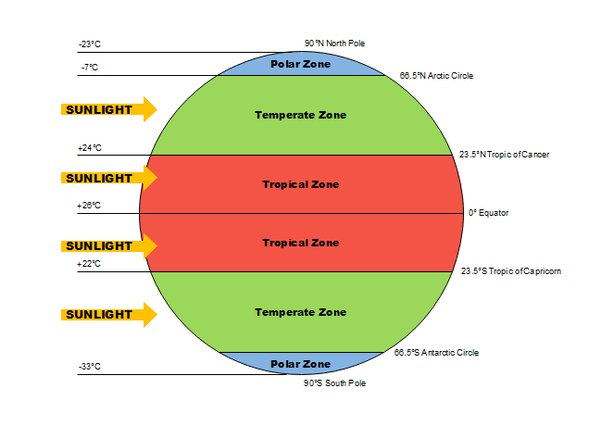 90°N North Pole
-23°C
Polar Zone
-7°C
66.5°N Arctic Circle
SUNLIGHT
Temperate Zone
+24°C
23.5°N Tropic of Cancer
SUNLIGHT
Tropical Zone
+26°C
0° Equator
SUNLIGHT
Tropical Zone
+22°C
23.5°S Tropic of Capricorn
SUNLIGHT
Temperate Zone
66.5°S Antarctic Circle
Polar Zone
-33°C
90°S South Pole